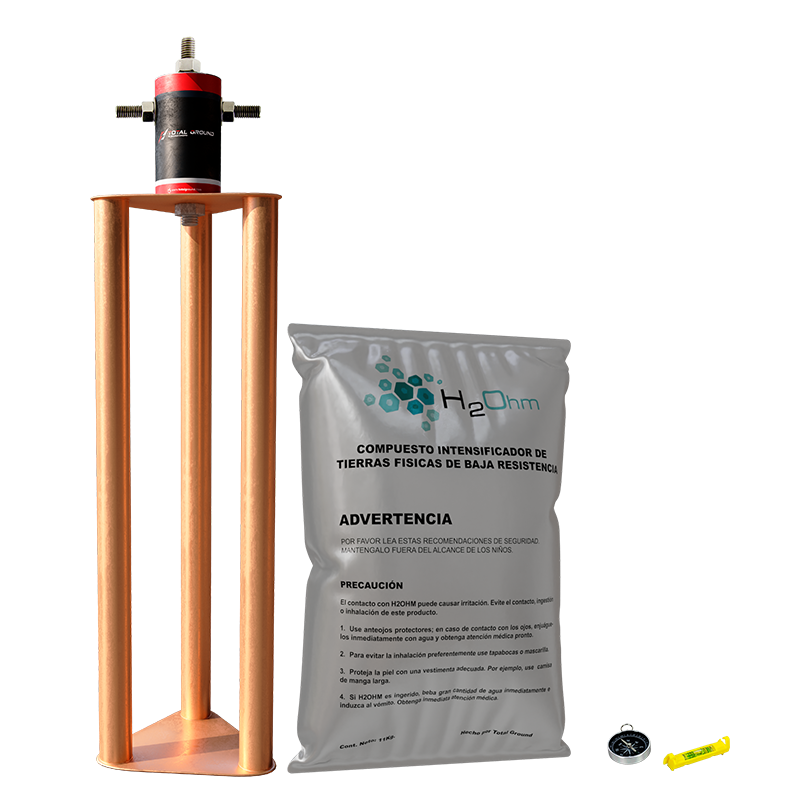 TOTAL GROUND
H2Ohm
COMPUESTO INTENSIFICADOR DE
TIERRAS FISICAS DE BAJA RESISTENCIA
ADVERTENCIA
POR FAVOR LEA ESTAS RECOMENDACIONES DE SEGURIDAD.
MANTENGALO FUERA DEL ALCANCE DE LOS NIÑOS.
PRECAUCIÓN
El contacto con H2OHM puede causar irritación. Evite el contacto, ingestión
o inhalación de este producto.
1. Use anteojos protectores; en caso de contacto con los ojos, enjuágue-
los inmediatamente con agua y obtenga atención médica pronto.
2. Para evitar la inhalación preferentemente use tapabocas o mascarilla.
3. Proteja la piel con una vestimenta adecuada. Por ejemplo, use camisa
de manga larga.
4. Si H2OHM es ingerido, beba gran cantidad de agua inmediatamente e
induzca al vómito. Obtenga inmediata atención médica.
Cont. Neto: 11Kg. Hecho por Total Ground